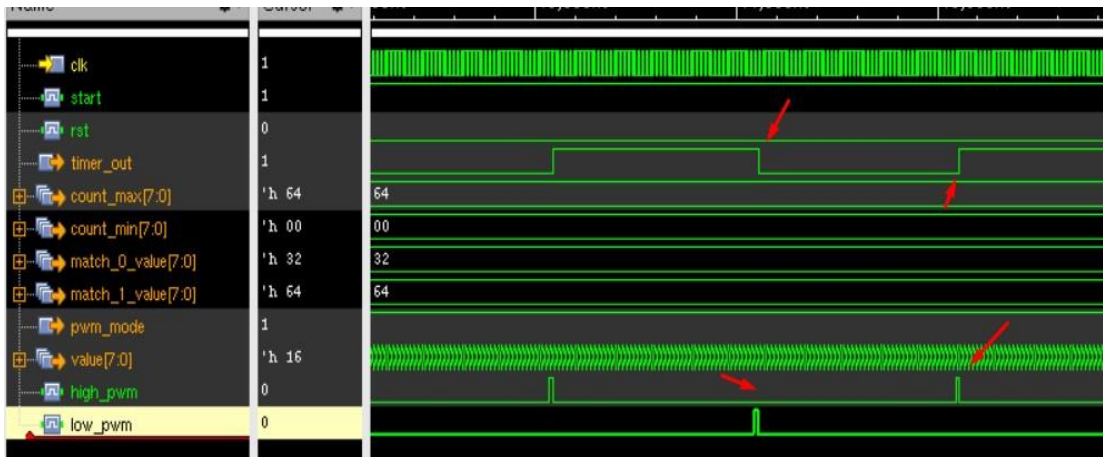 Name
Cursor
clk 1
start 1
rst 0
timer_out 1
count_max[7:0] 'h 64 64
count_min[7:0] 'h 00 00
match_0_value[7:0] 'h 32 32
match_1_value[7:0] 'h 64 64
pwm_mode 1
value[7:0] 'h 16
high_pwm 0
low_pwm 0